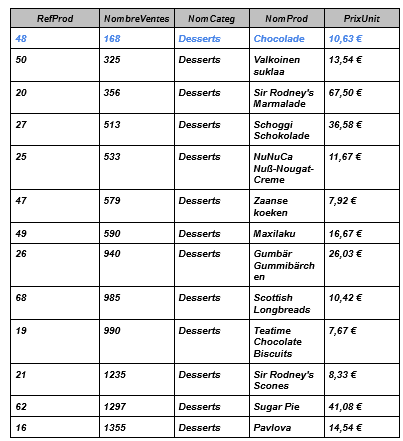 RefProd NombreVentes NomCateg NomProd PrixUnit
48 168 Desserts Chocolade 10,63 €
50 325 Desserts Valkoinen 13,54 €
suklaa
20 356 Desserts Sir Rodney's 67,50 €
Marmalade
27 513 Desserts Schoggi 36,58 €
Schokolade
25 533 Desserts NuNuCa 11,67 €
Nuß-Nougat-
Creme
47 579 Desserts Zaanse 7,92 €
koeken
49 590 Desserts Maxilaku 16,67 €
26 940 Desserts Gumbär 26,03 €
Gummibärch
en
68 985 Desserts Scottish 10,42 €
Longbreads
19 990 Desserts Teatime 7,67 €
Chocolate
Biscuits
21 1235 Desserts Sir Rodney's 8,33 €
Scones
62 1297 Desserts Sugar Pie 41,08 €
16 1355 Desserts Pavlova 14,54 €